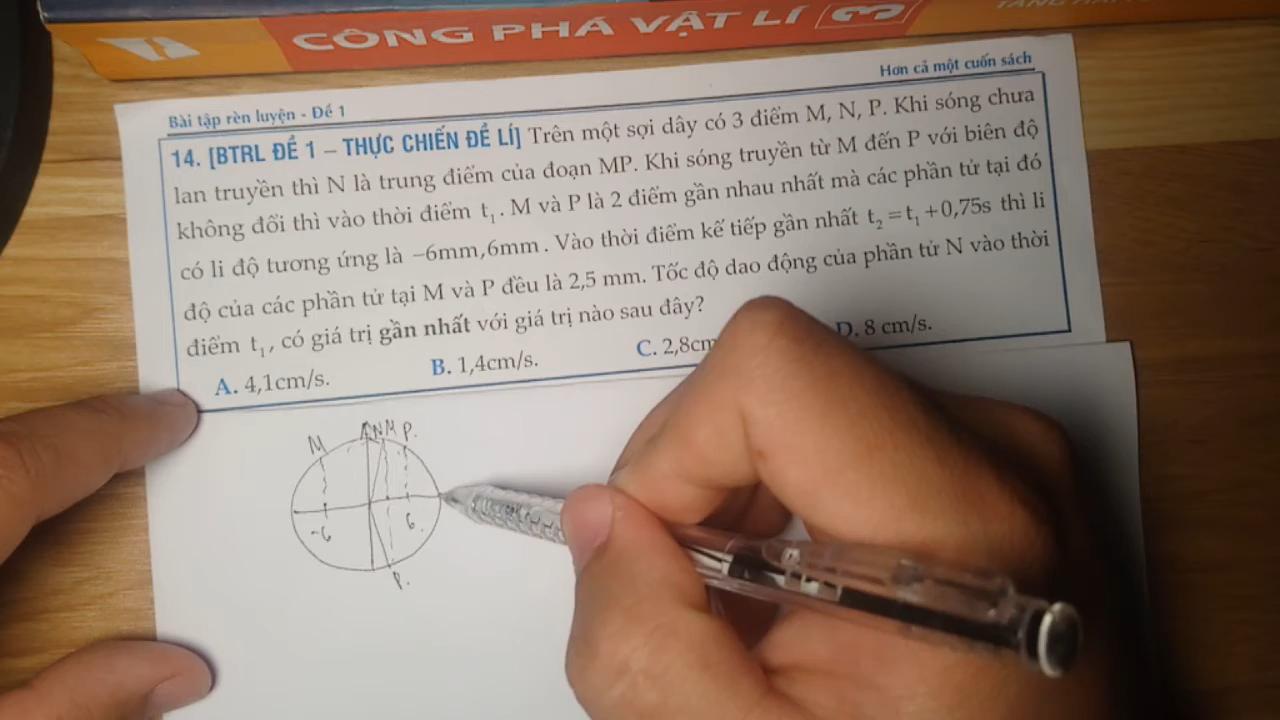 CÔNG PHÁ VẬT LÍ 3
Bài tập rèn luyện - Đề 1
Hơn cả một cuốn sách
14. [BTRL ĐỀ 1 – THỰC CHIẾN ĐỀ LÍ] Trên một sợi dây có 3 điểm M, N, P. Khi sóng chưa
lan truyền thì N là trung điểm của đoạn MP. Khi sóng truyền từ M đến P với biên độ
không đổi thì vào thời điểm t₁. M và P là 2 điểm gần nhau nhất mà các phần tử tại đó
có li độ tương ứng là –6mm,6mm. Vào thời điểm kế tiếp gần nhất t₂ = t₁ + 0,75s thì li
độ của các phần tử tại M và P đều là 2,5 mm. Tốc độ dao động của phần tử N vào thời
điểm t₁, có giá trị gần nhất với giá trị nào sau đây?
A. 4,1cm/s.
B. 1,4cm/s.
C. 2,8cm
D. 8 cm/s.
M N M P.
-6 6
P.